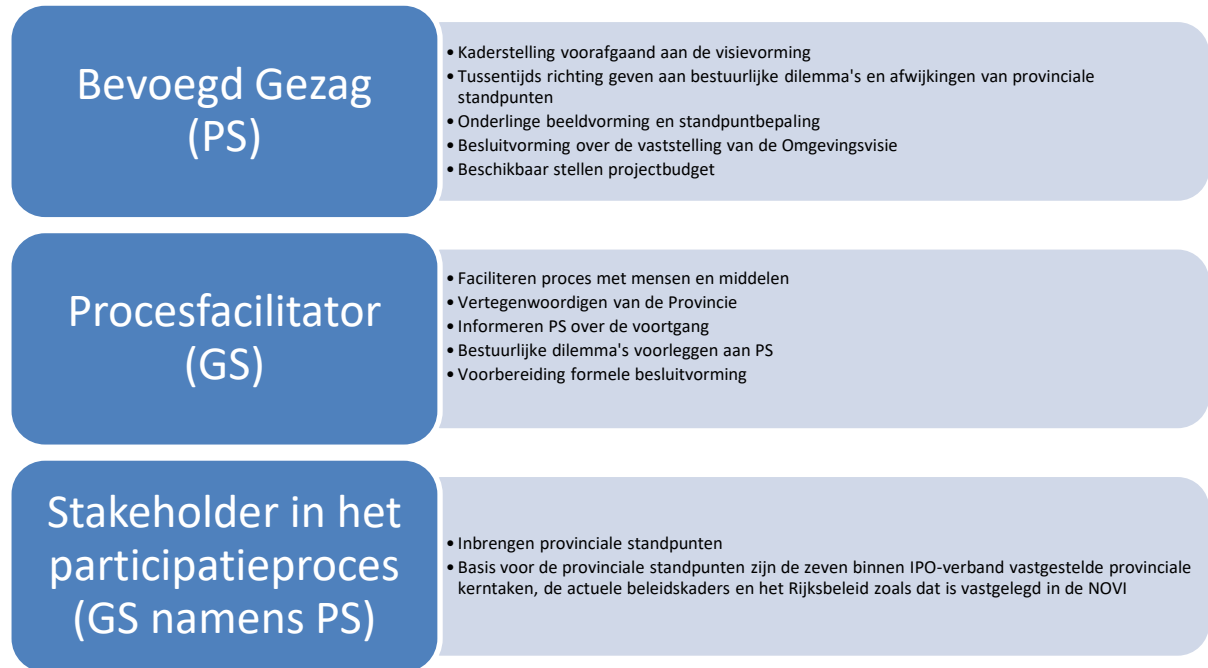 Bevoegd Gezag
(PS)
• Kaderstelling voorafgaand aan de visievorming
• Tussentijds richting geven aan bestuurlijke dilemma's en afwijkingen van provinciale
standpunten
• Onderlinge beeldvorming en standpuntbepaling
• Besluitvorming over de vaststelling van de Omgevingsvisie
• Beschikbaar stellen projectbudget
Procesfacilitator
(GS)
• Faciliteren proces met mensen en middelen
• Vertegenwoordigen van de Provincie
• Informeren PS over de voortgang
• Bestuurlijke dilemma's voorleggen aan PS
• Voorbereiding formele besluitvorming
Stakeholder in het
participatieproces
(GS namens PS)
• Inbrengen provinciale standpunten
• Basis voor de provinciale standpunten zijn de zeven binnen IPO-verband vastgestelde provinciale
kerntaken, de actuele beleidskaders en het Rijksbeleid zoals dat is vastgelegd in de NOVI